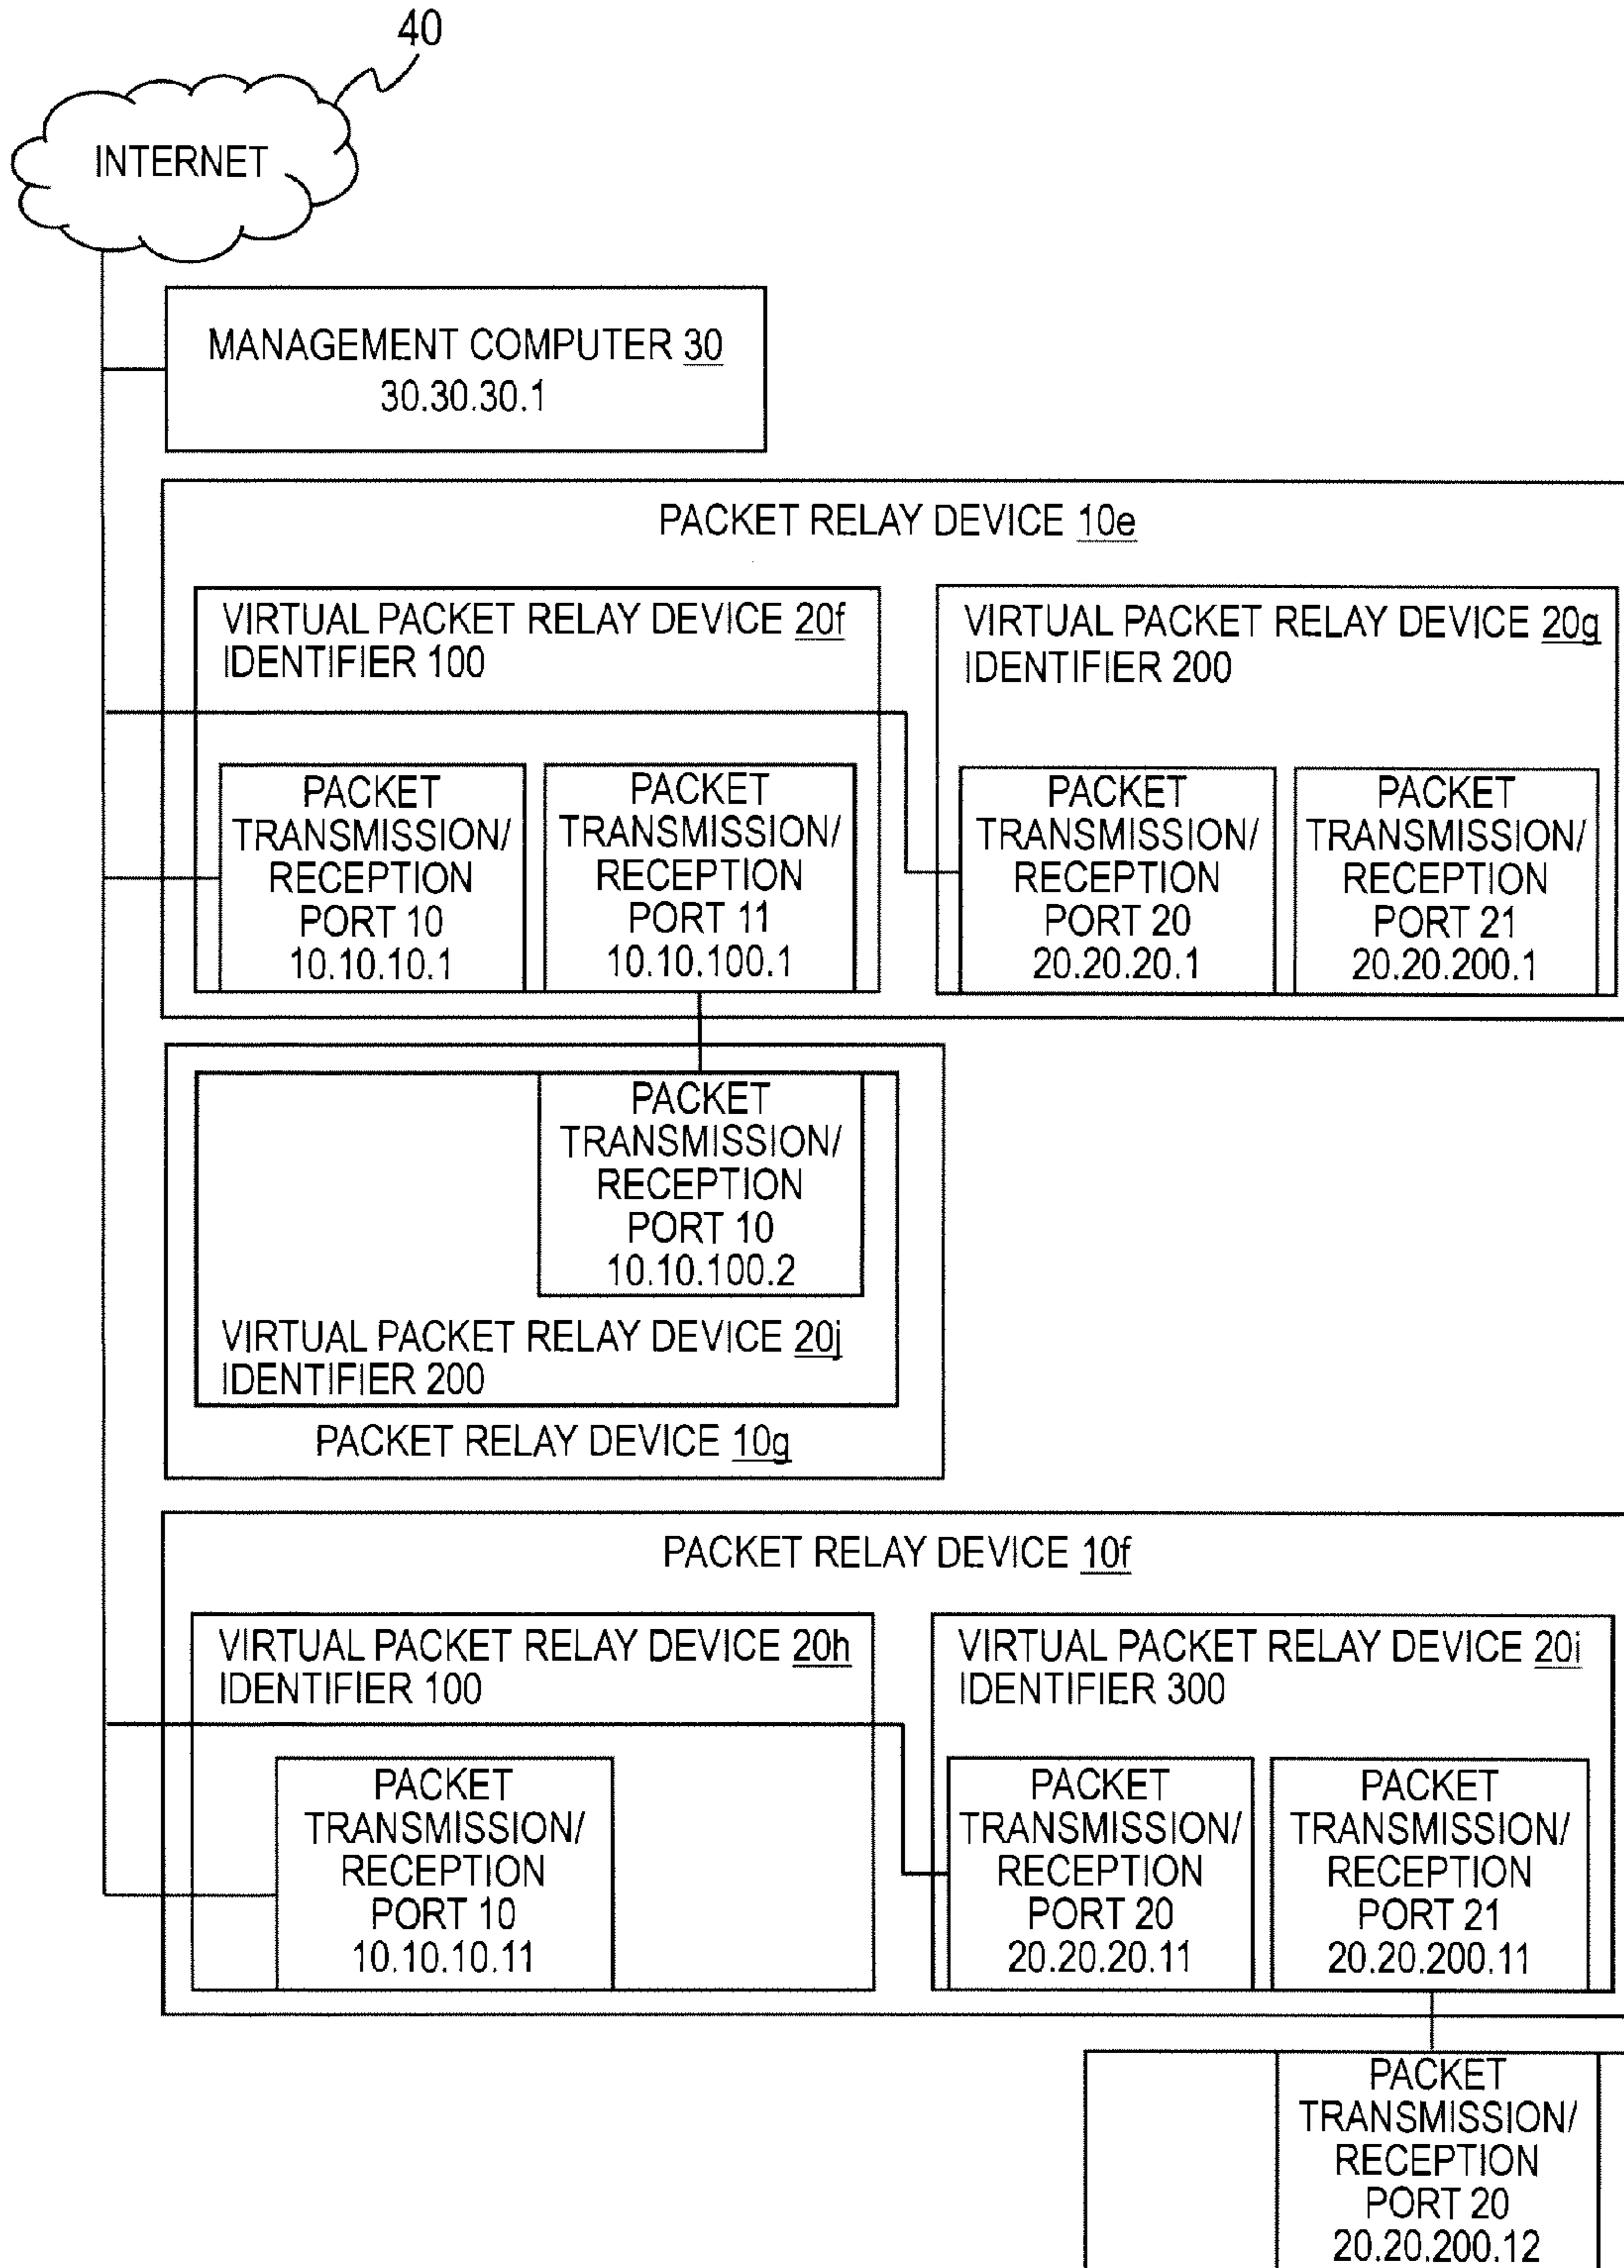 40
INTERNET
MANAGEMENT COMPUTER 30
30.30.30.1
PACKET RELAY DEVICE 10e
VIRTUAL PACKET RELAY DEVICE 20f
IDENTIFIER 100
PACKET
TRANSMISSION/
RECEPTION
PORT 10
10.10.10.1
PACKET
TRANSMISSION/
RECEPTION
PORT 11
10.10.100.1
VIRTUAL PACKET RELAY DEVICE 20g
IDENTIFIER 200
PACKET
TRANSMISSION/
RECEPTION
PORT 20
20.20.20.1
PACKET
TRANSMISSION/
RECEPTION
PORT 21
20.20.200.1
PACKET
TRANSMISSION/
RECEPTION
PORT 10
10.10.100.2
VIRTUAL PACKET RELAY DEVICE 20j
IDENTIFIER 200
PACKET RELAY DEVICE 10g
PACKET RELAY DEVICE 10f
VIRTUAL PACKET RELAY DEVICE 20h
IDENTIFIER 100
PACKET
TRANSMISSION/
RECEPTION
PORT 10
10.10.10.11
VIRTUAL PACKET RELAY DEVICE 20i
IDENTIFIER 300
PACKET
TRANSMISSION/
RECEPTION
PORT 20
20.20.20.11
PACKET
TRANSMISSION/
RECEPTION
PORT 21
20.20.200.11
PACKET
TRANSMISSION/
RECEPTION
PORT 20
20.20.200.12